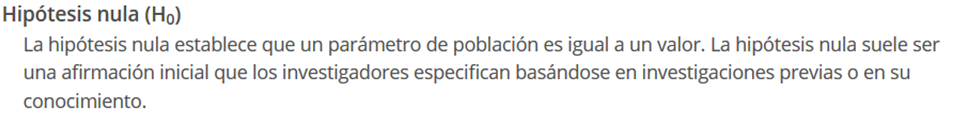 Hipótesis nula (H₀)
La hipótesis nula establece que un parámetro de población es igual a un valor. La hipótesis nula suele ser
una afirmación inicial que los investigadores especifican basándose en investigaciones previas o en su
conocimiento.